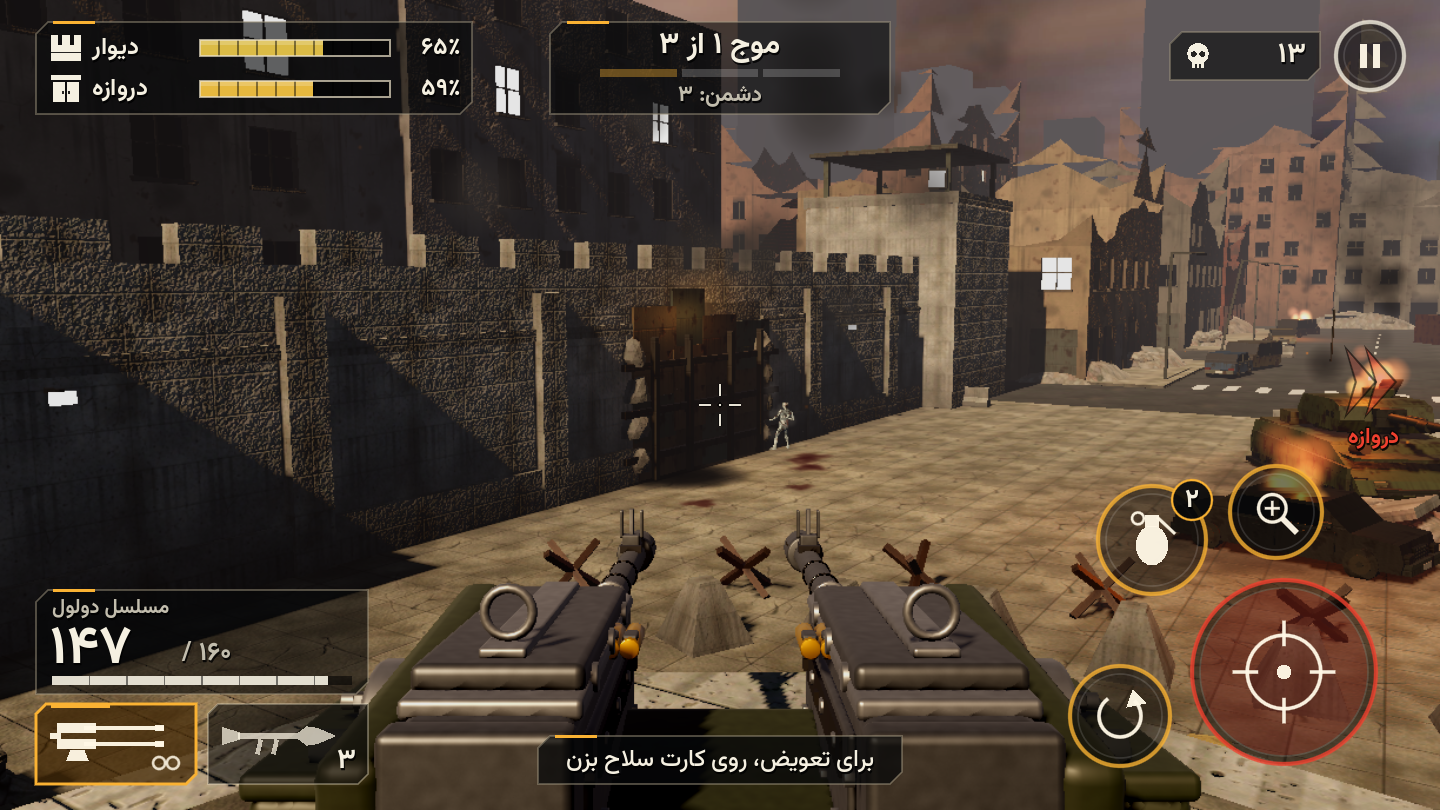 دیوار ۶۵٪
دروازه ۵۹٪
موج ۱ از ۳
دشمن: ۳
۱۳
دروازه
۲
مسلسل دولول
۱۴۷ / ۱۶۰
∞
۳
برای تعویض، روی کارت سلاح بزن